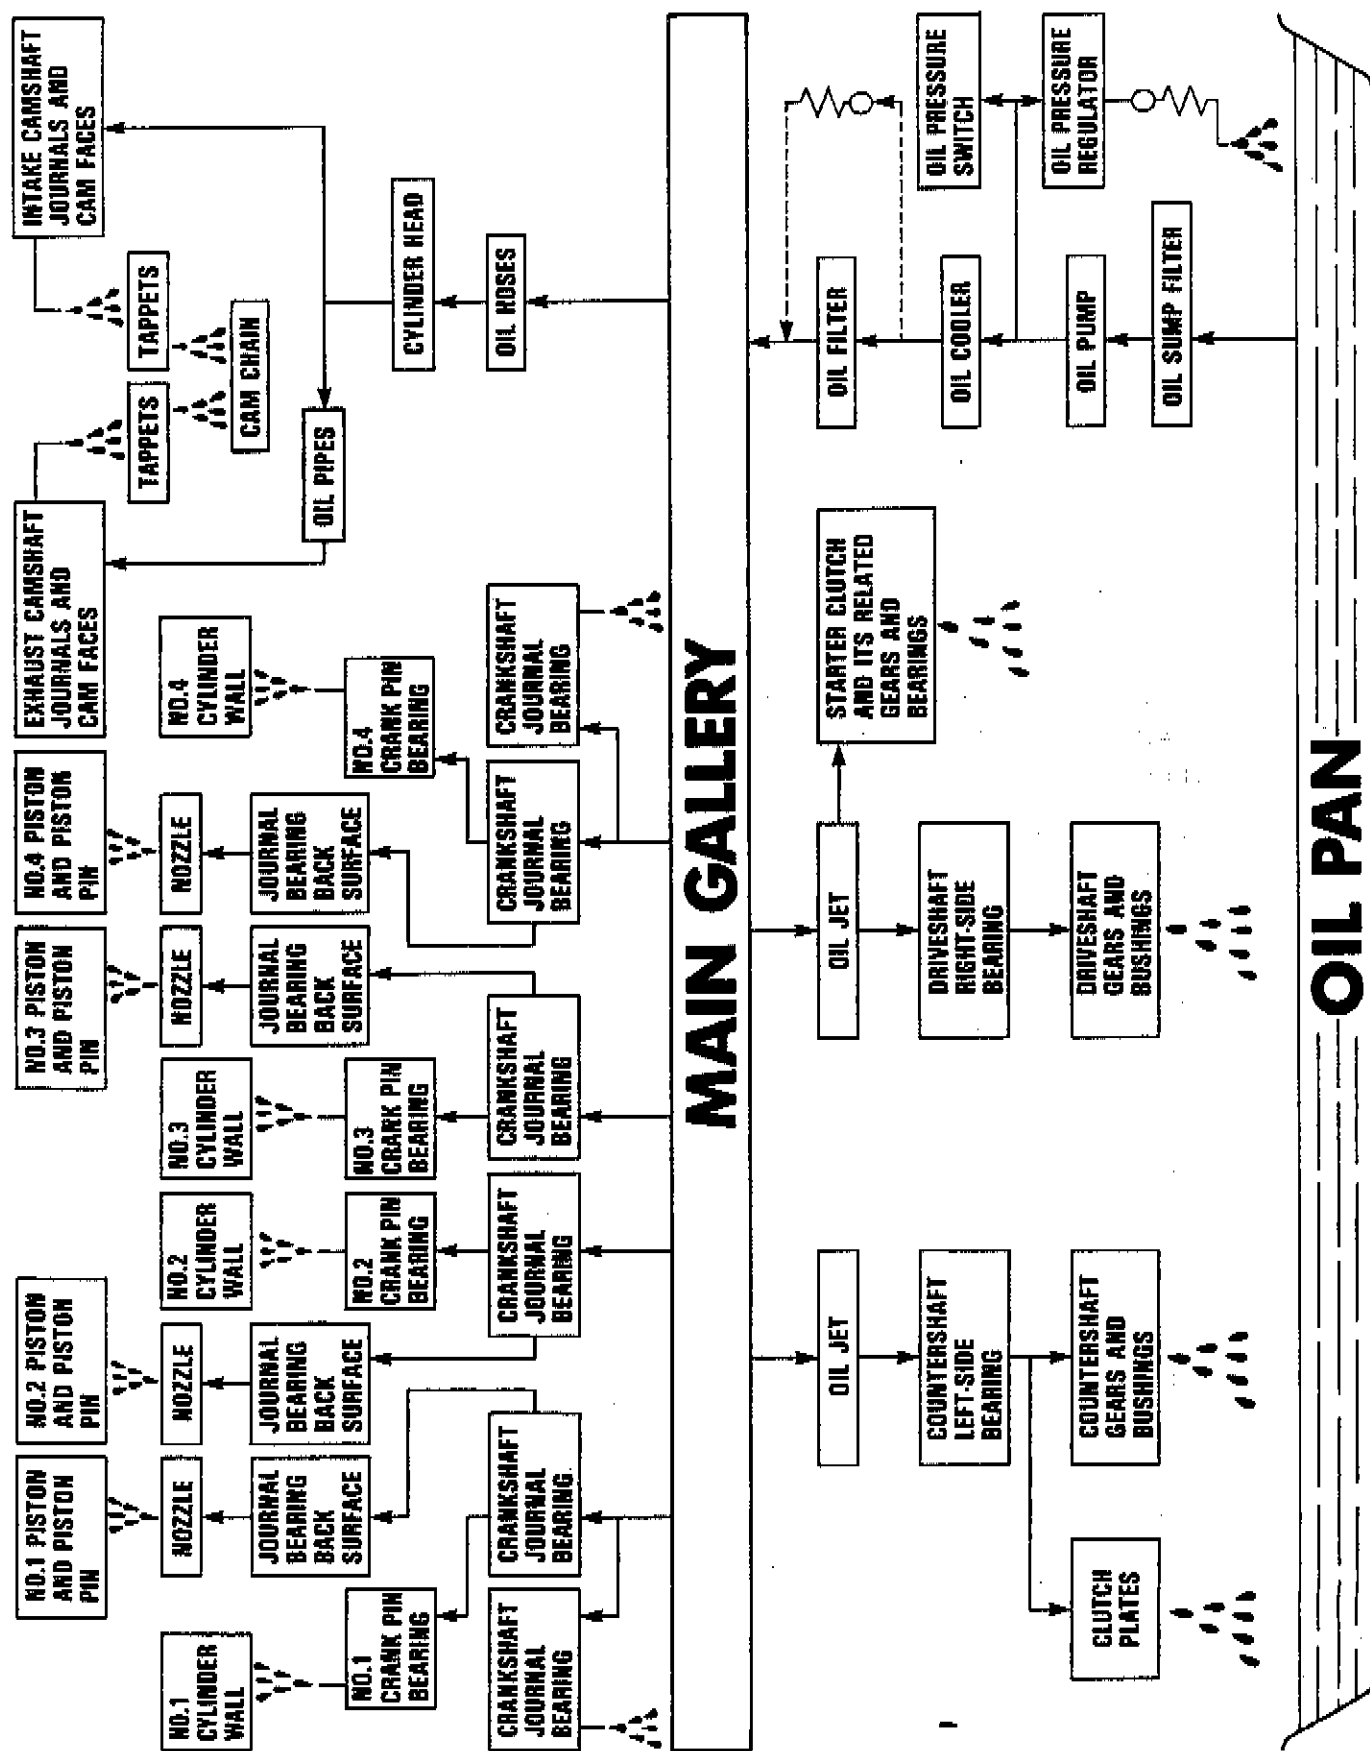 NO.1 PISTON
AND PISTON
PIN
NO.2 PISTON
AND PISTON
PIN
NO.3 PISTON
AND PISTON
PIN
NO.4 PISTON
AND PISTON
PIN
EXHAUST CAMSHAFT
JOURNALS AND
CAM FACES
INTAKE CAMSHAFT
JOURNALS AND
CAM FACES
NO.1
CYLINDER
WALL
NOZZLE
NOZZLE
NO.2
CYLINDER
WALL
NO.3
CYLINDER
WALL
NOZZLE
NOZZLE
NO.4
CYLINDER
WALL
TAPPETS
TAPPETS
CAM CHAIN
JOURNAL
BEARING
BACK
SURFACE
JOURNAL
BEARING
BACK
SURFACE
JOURNAL
BEARING
BACK
SURFACE
JOURNAL
BEARING
BACK
SURFACE
OIL PIPES
NO.1
CRANK PIN
BEARING
NO.2
CRANK PIN
BEARING
NO.3
CRANK PIN
BEARING
NO.4
CRANK PIN
BEARING
CYLINDER HEAD
CRANKSHAFT
JOURNAL
BEARING
CRANKSHAFT
JOURNAL
BEARING
CRANKSHAFT
JOURNAL
BEARING
CRANKSHAFT
JOURNAL
BEARING
CRANKSHAFT
JOURNAL
BEARING
CRANKSHAFT
JOURNAL
BEARING
OIL HOSES
MAIN GALLERY
OIL JET
OIL JET
STARTER CLUTCH
AND ITS RELATED
GEARS AND
BEARINGS
OIL FILTER
COUNTERSHAFT
LEFT-SIDE
BEARING
DRIVESHAFT
RIGHT-SIDE
BEARING
OIL COOLER
OIL PRESSURE
SWITCH
CLUTCH
PLATES
COUNTERSHAFT
GEARS AND
BUSHINGS
DRIVESHAFT
GEARS AND
BUSHINGS
OIL PUMP
OIL PRESSURE
REGULATOR
OIL SUMP FILTER
OIL PAN